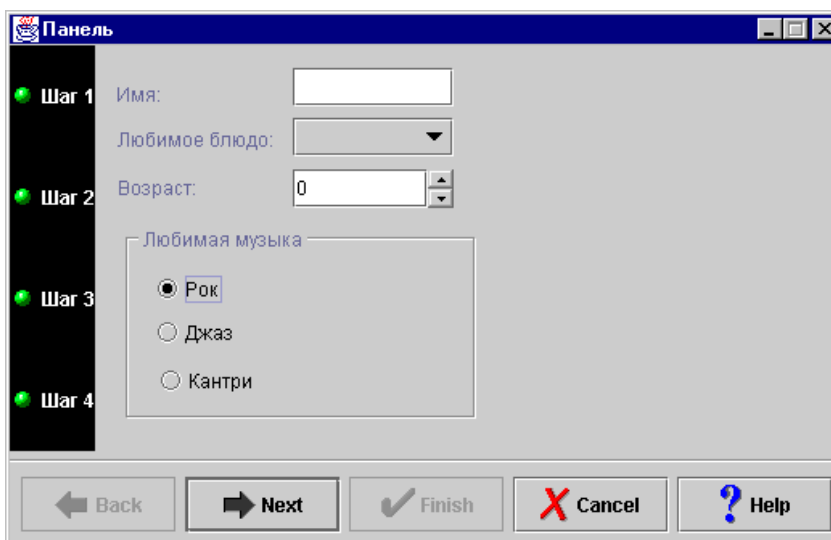 Панель
Шаг 1
Шаг 2
Шаг 3
Шаг 4
Имя:
Любимое блюдо:
Возраст:
0
Любимая музыка
Рок
Джаз
Кантри
Back
Next
Finish
Cancel
Help